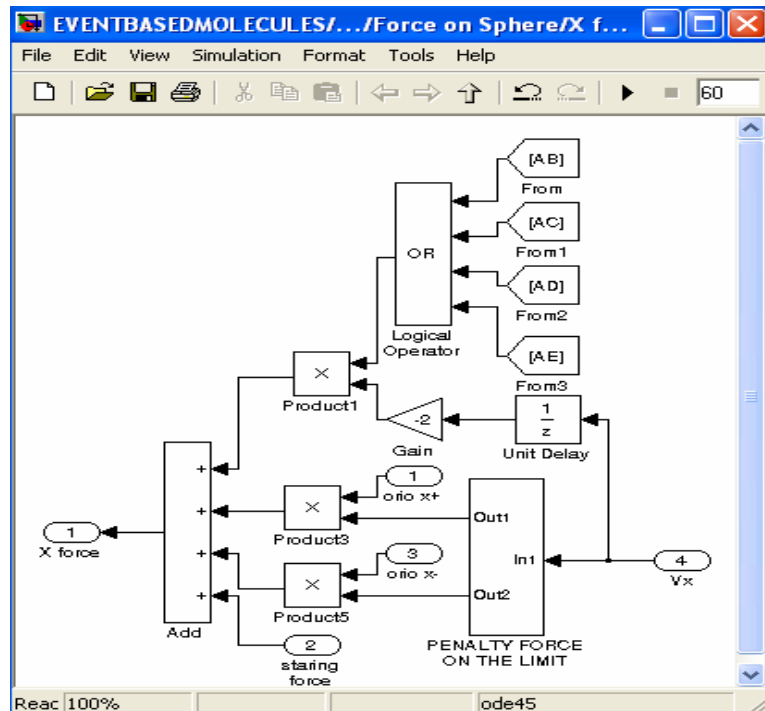 EVENTBASEDMOLECULES/.../Force on Sphere/X f...
File Edit View Simulation Format Tools Help
60
[AB]
From
[AC]
From1
OR
[AD]
From2
Logical
Operator
[AE]
From3
×
Product1
-2
Gain
1
z
Unit Delay
+
1
orio x+
+
×
Product3
Out1
1
X force
+
3
orio x-
In1
4
Vx
×
Product5
+
Out2
Add
2
staring
force
PENALTY FORCE
ON THE LIMIT
Reac 100% ode45